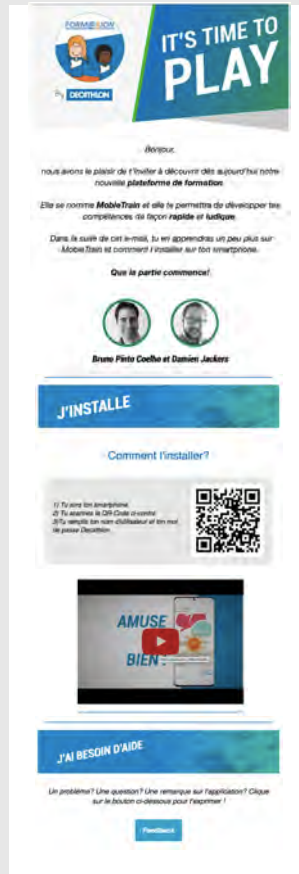 IT'S TIME TO
PLAY
By DECATHLON
Bonjour,
nous avons le plaisir de t'inviter à découvrir dès aujourd'hui notre
nouvelle plateforme de formation.
Elle se nomme MobieTrain et elle te permettra de développer tes
compétences de façon rapide et ludique.
Dans la suite de cet e-mail, tu en apprendras un peu plus sur
MobieTrain et comment l'installer sur ton smartphone.
Que la partie commence!
Bruno Pinto Coelho et Damien Jackers
J'INSTALLE
Comment l'installer?
1) Tu sors ton smartphone.
2) Tu scannes le QR-Code ci-contre.
3)Tu remplis ton nom d'utilisateur et ton mot
de passe Decathlon.
AMUSE
BIEN !
J'AI BESOIN D'AIDE
Un problème? Une question? Une remarque sur l'application? Clique
sur le bouton ci-dessous pour t'exprimer !
Feedback